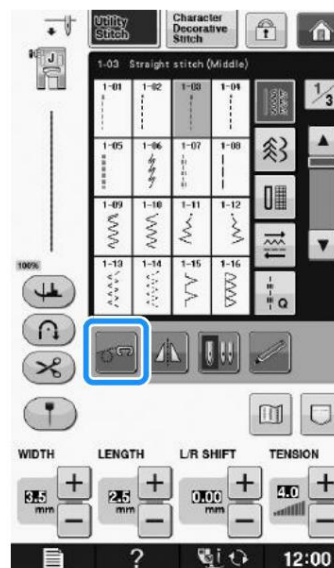 Utility
Stitch
Character
Decorative
Stitch
J
1-03 Straight stitch (Middle)
1/3
1-01 1-02 1-03 1-04
1-05 1-06 1-07 1-08
1-09 1-10 1-11 1-12
1-13 1-14 1-15 1-16
100%
Q
WIDTH LENGTH L/R SHIFT TENSION
3.5 mm + − 2.5 mm + − 0.00 mm + − 4.0 + −
? i 12:00